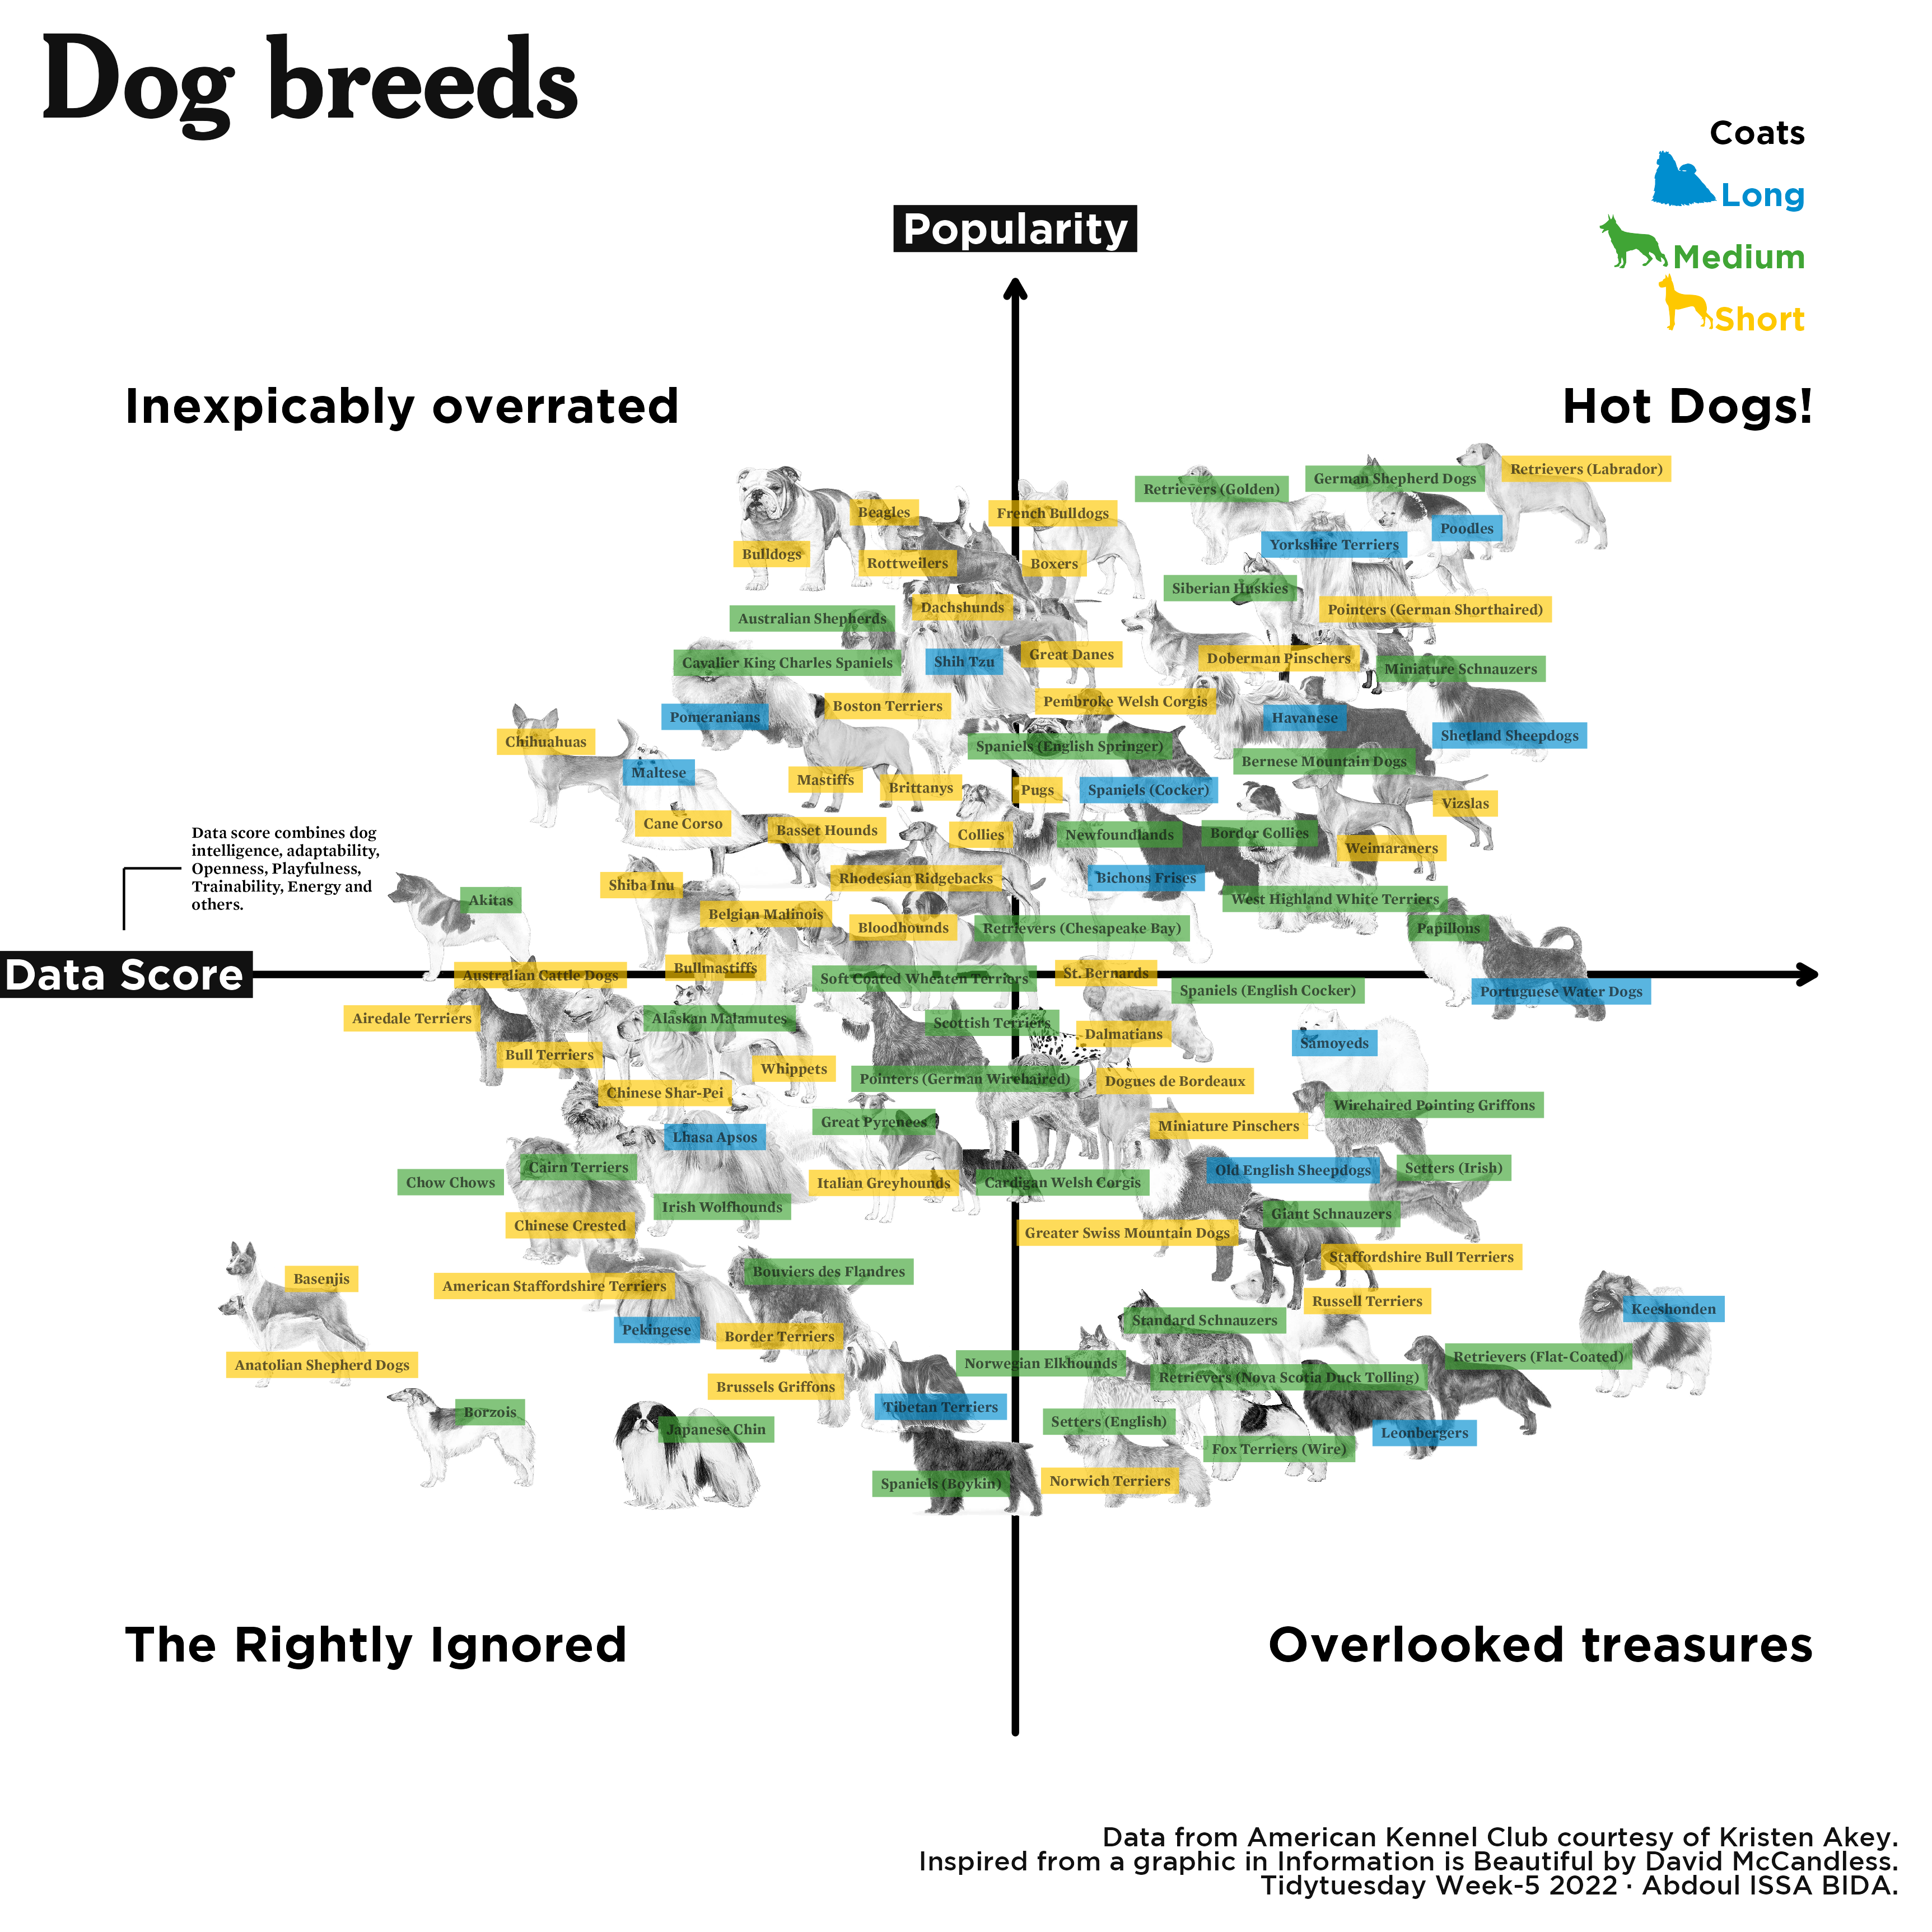 Dog breeds
Coats
Long
Medium
Short
Popularity
Inexpicably overrated
Hot Dogs!
Retrievers (Labrador)
German Shepherd Dogs
Retrievers (Golden)
Beagles
French Bulldogs
Poodles
Yorkshire Terriers
Bulldogs
Rottweilers
Boxers
Siberian Huskies
Dachshunds
Pointers (German Shorthaired)
Australian Shepherds
Great Danes
Doberman Pinschers
Cavalier King Charles Spaniels
Shih Tzu
Miniature Schnauzers
Pembroke Welsh Corgis
Boston Terriers
Pomeranians
Havanese
Shetland Sheepdogs
Chihuahuas
Spaniels (English Springer)
Bernese Mountain Dogs
Maltese
Mastiffs
Brittanys
Pugs
Spaniels (Cocker)
Vizslas
Cane Corso
Basset Hounds
Collies
Newfoundlands
Border Collies
Weimaraners
Data score combines dog
intelligence, adaptability,
Openness, Playfulness,
Trainability, Energy and
others.
Shiba Inu
Rhodesian Ridgebacks
Bichons Frises
Akitas
West Highland White Terriers
Belgian Malinois
Bloodhounds
Retrievers (Chesapeake Bay)
Papillons
Data Score
Australian Cattle Dogs
Bullmastiffs
Soft Coated Wheaten Terriers
St. Bernards
Spaniels (English Cocker)
Portuguese Water Dogs
Airedale Terriers
Alaskan Malamutes
Scottish Terriers
Dalmatians
Samoyeds
Bull Terriers
Whippets
Pointers (German Wirehaired)
Dogues de Bordeaux
Chinese Shar-Pei
Wirehaired Pointing Griffons
Great Pyrenees
Miniature Pinschers
Lhasa Apsos
Cairn Terriers
Old English Sheepdogs
Setters (Irish)
Chow Chows
Italian Greyhounds
Cardigan Welsh Corgis
Irish Wolfhounds
Giant Schnauzers
Chinese Crested
Greater Swiss Mountain Dogs
Staffordshire Bull Terriers
Basenjis
Bouviers des Flandres
American Staffordshire Terriers
Russell Terriers
Keeshonden
Standard Schnauzers
Pekingese
Border Terriers
Retrievers (Flat-Coated)
Anatolian Shepherd Dogs
Norwegian Elkhounds
Retrievers (Nova Scotia Duck Tolling)
Brussels Griffons
Tibetan Terriers
Borzois
Setters (English)
Japanese Chin
Leonbergers
Fox Terriers (Wire)
Spaniels (Boykin)
Norwich Terriers
The Rightly Ignored
Overlooked treasures
Data from American Kennel Club courtesy of Kristen Akey.
Inspired from a graphic in Information is Beautiful by David McCandless.
Tidytuesday Week-5 2022 · Abdoul ISSA BIDA.